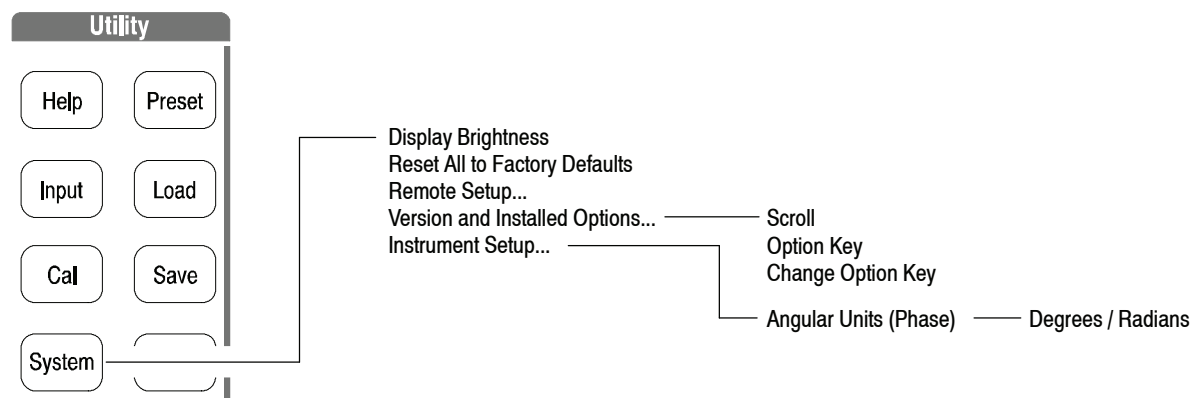 Utility
Help Preset
Input Load
Cal Save
System
Display Brightness
Reset All to Factory Defaults
Remote Setup...
Version and Installed Options...
Instrument Setup...
Scroll
Option Key
Change Option Key
Angular Units (Phase)
Degrees / Radians